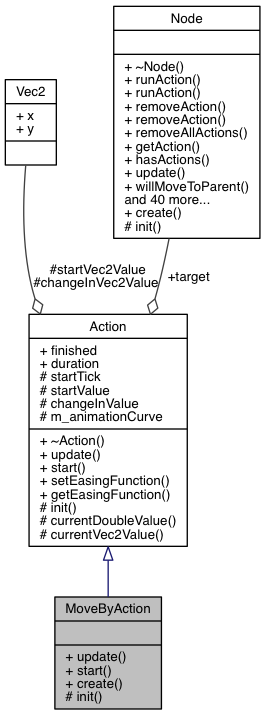 Node
+ ~Node()
+ runAction()
+ runAction()
+ removeAction()
+ removeAction()
+ removeAllActions()
+ getAction()
+ hasActions()
+ update()
+ willMoveToParent()
and 40 more...
+ create()
# init()
Vec2
+ x
+ y
#startVec2Value
#changeInVec2Value
+target
Action
+ finished
+ duration
# startTick
# startValue
# changeInValue
# m_animationCurve
+ ~Action()
+ update()
+ start()
+ setEasingFunction()
+ getEasingFunction()
# init()
# currentDoubleValue()
# currentVec2Value()
MoveByAction
+ update()
+ start()
+ create()
# init()